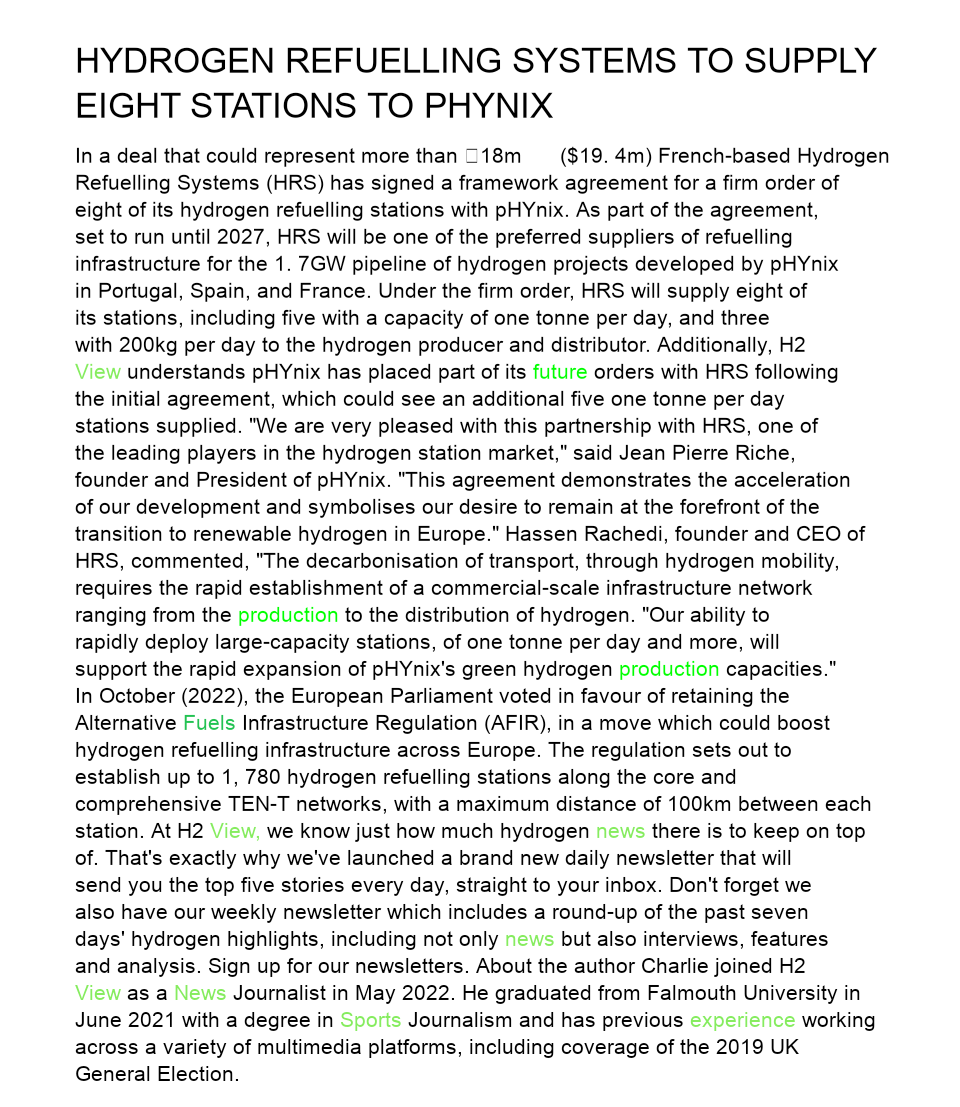 HYDROGEN REFUELLING SYSTEMS TO SUPPLY
EIGHT STATIONS TO PHYNIX
In a deal that could represent more than □18m ($19. 4m) French-based Hydrogen
Refuelling Systems (HRS) has signed a framework agreement for a firm order of
eight of its hydrogen refuelling stations with pHYnix. As part of the agreement,
set to run until 2027, HRS will be one of the preferred suppliers of refuelling
infrastructure for the 1. 7GW pipeline of hydrogen projects developed by pHYnix
in Portugal, Spain, and France. Under the firm order, HRS will supply eight of
its stations, including five with a capacity of one tonne per day, and three
with 200kg per day to the hydrogen producer and distributor. Additionally, H2
View understands pHYnix has placed part of its future orders with HRS following
the initial agreement, which could see an additional five one tonne per day
stations supplied. "We are very pleased with this partnership with HRS, one of
the leading players in the hydrogen station market," said Jean Pierre Riche,
founder and President of pHYnix. "This agreement demonstrates the acceleration
of our development and symbolises our desire to remain at the forefront of the
transition to renewable hydrogen in Europe." Hassen Rachedi, founder and CEO of
HRS, commented, "The decarbonisation of transport, through hydrogen mobility,
requires the rapid establishment of a commercial-scale infrastructure network
ranging from the production to the distribution of hydrogen. "Our ability to
rapidly deploy large-capacity stations, of one tonne per day and more, will
support the rapid expansion of pHYnix's green hydrogen production capacities."
In October (2022), the European Parliament voted in favour of retaining the
Alternative Fuels Infrastructure Regulation (AFIR), in a move which could boost
hydrogen refuelling infrastructure across Europe. The regulation sets out to
establish up to 1, 780 hydrogen refuelling stations along the core and
comprehensive TEN-T networks, with a maximum distance of 100km between each
station. At H2 View, we know just how much hydrogen news there is to keep on top
of. That's exactly why we've launched a brand new daily newsletter that will
send you the top five stories every day, straight to your inbox. Don't forget we
also have our weekly newsletter which includes a round-up of the past seven
days' hydrogen highlights, including not only news but also interviews, features
and analysis. Sign up for our newsletters. About the author Charlie joined H2
View as a News Journalist in May 2022. He graduated from Falmouth University in
June 2021 with a degree in Sports Journalism and has previous experience working
across a variety of multimedia platforms, including coverage of the 2019 UK
General Election.